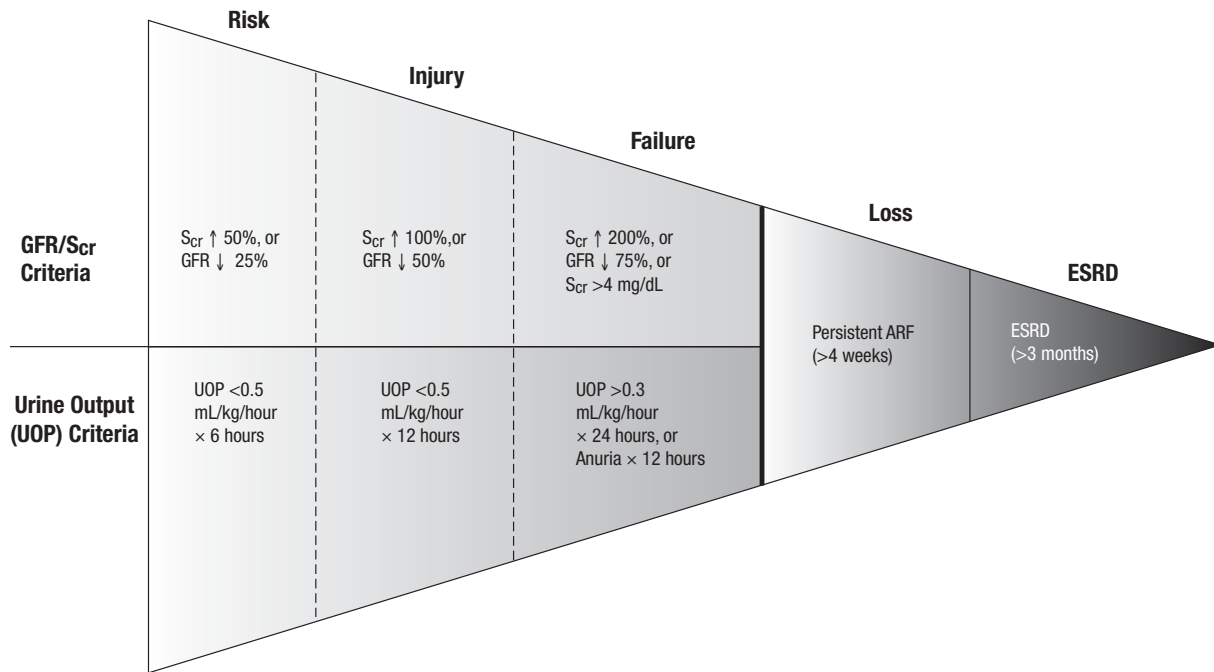 Risk
Injury
Failure
Loss
ESRD
GFR/Scr
Criteria
Scr ↑ 50%, or
GFR ↓ 25%
Scr ↑ 100%,or
GFR ↓ 50%
Scr ↑ 200%, or
GFR ↓ 75%, or
Scr >4 mg/dL
Persistent ARF
(>4 weeks)
ESRD
(>3 months)
Urine Output
(UOP) Criteria
UOP <0.5
mL/kg/hour
× 6 hours
UOP <0.5
mL/kg/hour
× 12 hours
UOP >0.3
mL/kg/hour
× 24 hours, or
Anuria × 12 hours